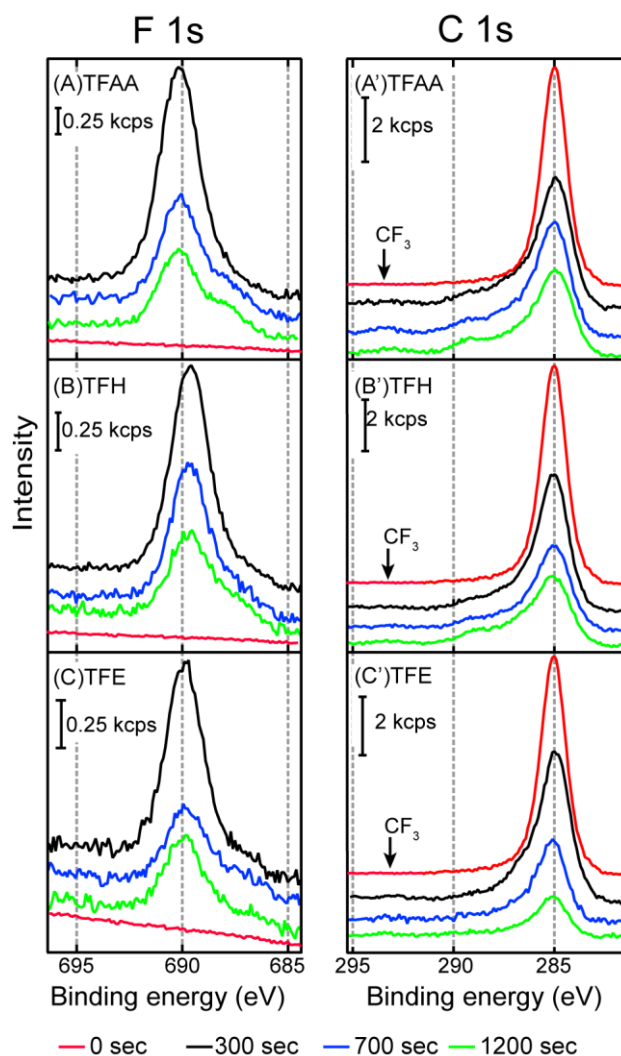 F 1s C 1s
(A)TFAA
0.25 kcps
(A')TFAA
2 kcps
CF3
(B)TFH
0.25 kcps
(B')TFH
2 kcps
CF3
(C)TFE
0.25 kcps
(C')TFE
2 kcps
CF3
Intensity
695 690 685 295 290 285
Binding energy (eV) Binding energy (eV)
0 sec 300 sec 700 sec 1200 sec